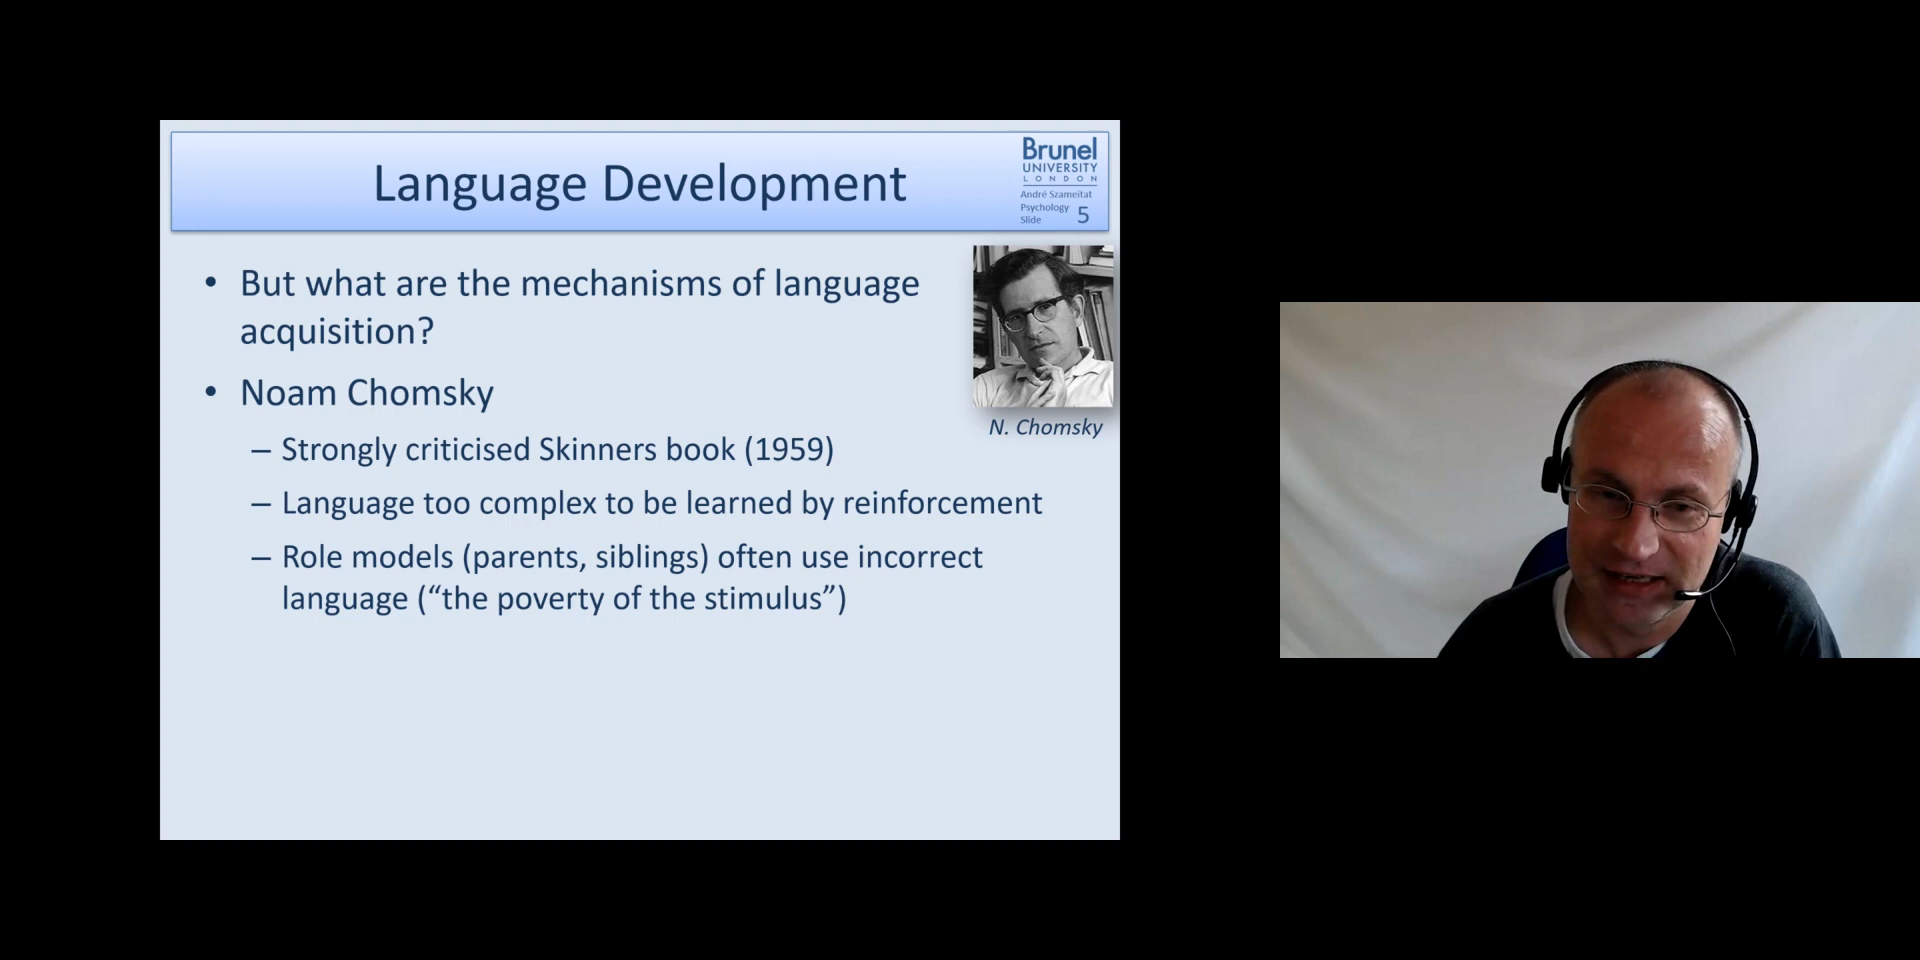 Language Development
Brunel
UNIVERSITY
LONDON
André Szameitat
Psychology
Slide 5
• But what are the mechanisms of language
acquisition?
• Noam Chomsky
N. Chomsky
– Strongly criticised Skinners book (1959)
– Language too complex to be learned by reinforcement
– Role models (parents, siblings) often use incorrect
language (“the poverty of the stimulus”)